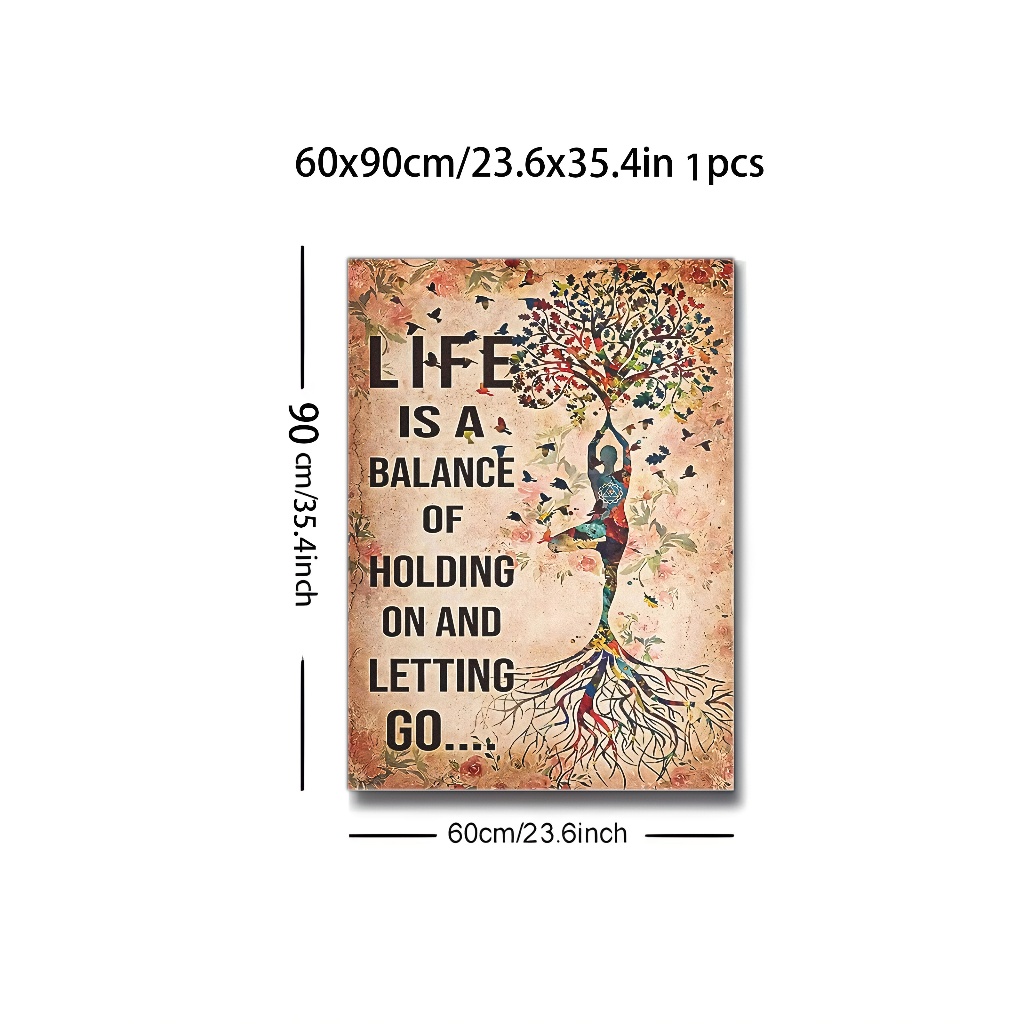 60x90cm/23.6x35.4in 1pcs
90 cm/35.4inch
LIFE
IS A
BALANCE
OF
HOLDING
ON AND
LETTING
GO....
60cm/23.6inch